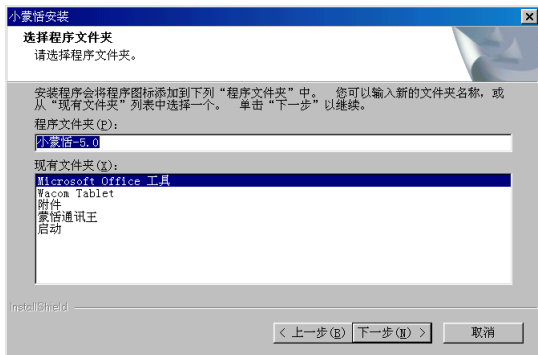 小蒙恬安装
选择程序文件夹
请选择程序文件夹。
安装程序会将程序图标添加到下列“程序文件夹”中。 您可以输入新的文件夹名称，或
从“现有文件夹”列表中选择一个。 单击“下一步”以继续。
程序文件夹(P)：
小蒙恬-5.0
现有文件夹(X)：
Microsoft Office 工具
Wacom Tablet
附件
蒙恬通讯王
启动
InstallShield
< 上一步(B) 下一步(N) > 取消